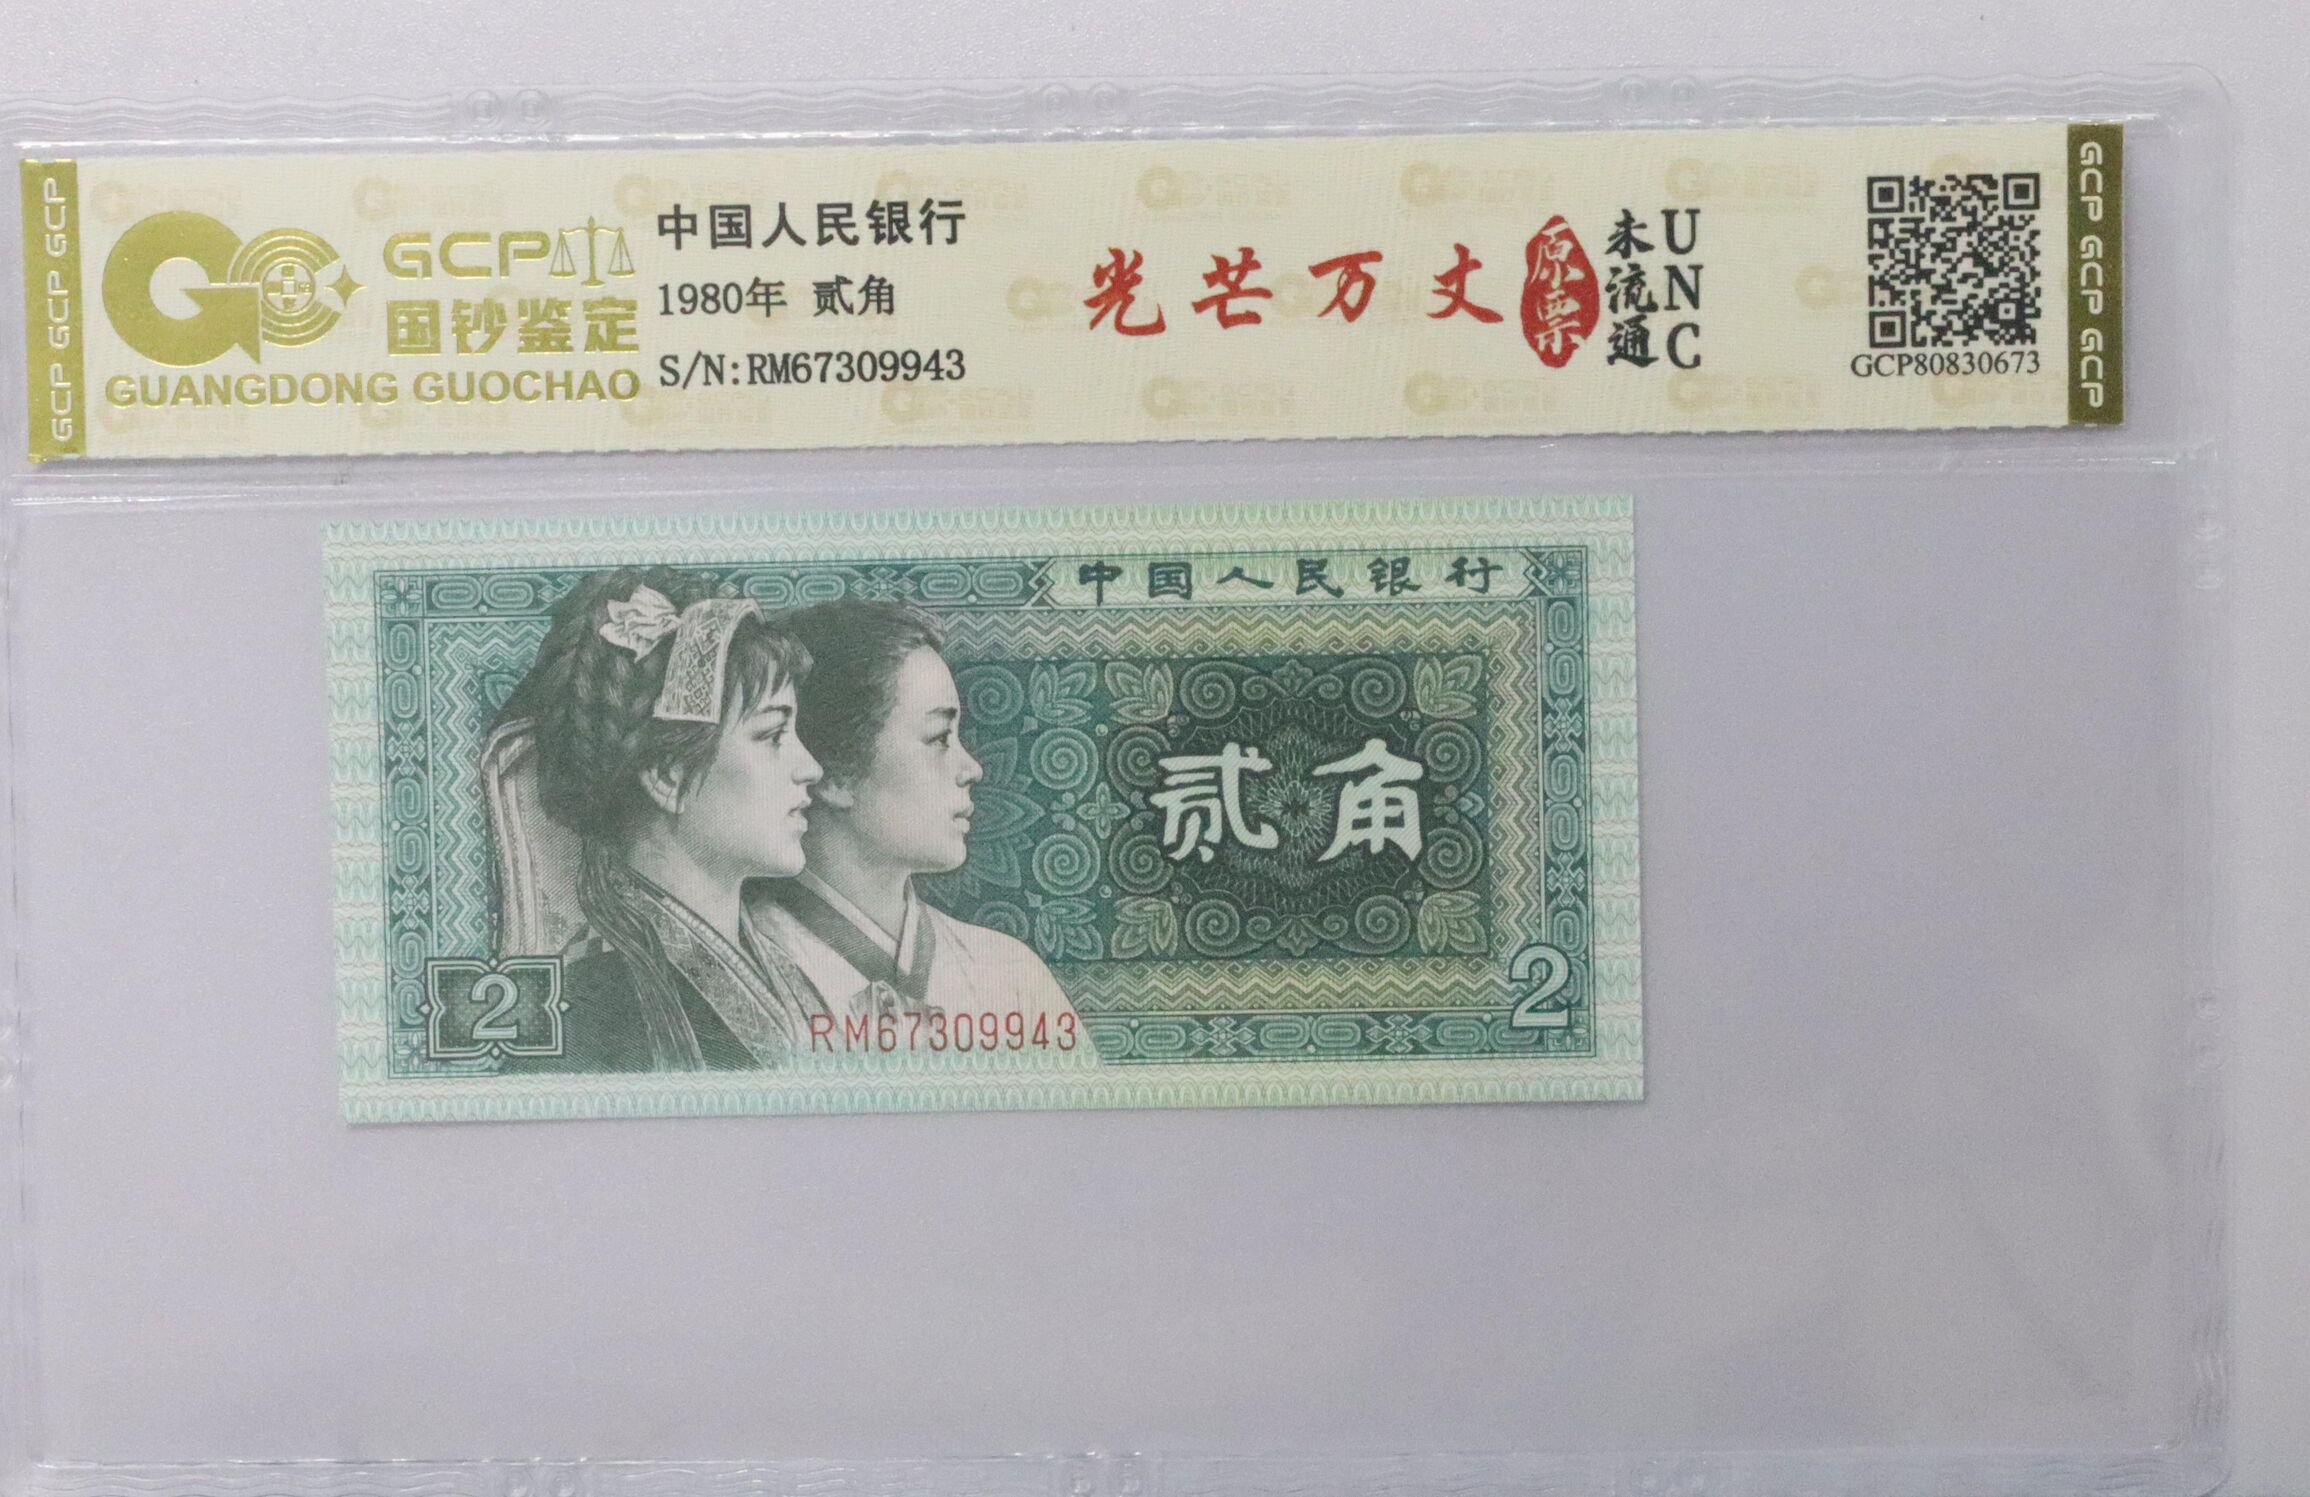 GCP GCP GCP
GCP
国钞鉴定
GUANGDONG GUOCHAO
中国人民银行
1980年 贰角
S/N:RM67309943
光芒万丈
原票
未流通
UNC
GCP80830673
GCP GCP GCP
中国人民银行
贰角
2
RM67309943
2